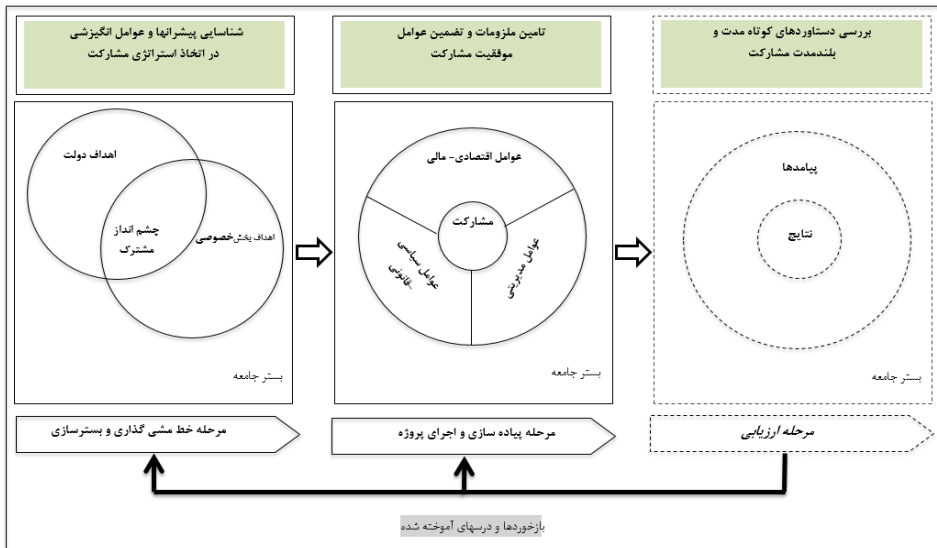 شناسایی پیشرانها و عوامل انگیزشی
در اتخاذ استراتژی مشارکت
تامین ملزومات و تضمین عوامل
موفقیت مشارکت
بررسی دستاوردهای کوتاه مدت و
بلندمدت مشارکت
اهداف دولت
چشم انداز
مشترک
اهداف بخش خصوصی
بستر جامعه
عوامل اقتصادی- مالی
مشارکت
عوامل سیاسی
-قانونی
عوامل مدیریتی
بستر جامعه
پیامدها
نتایج
بستر جامعه
مرحله خط مشی گذاری و بسترسازی
مرحله پیاده سازی و اجرای پروژه
مرحله ارزیابی
بازخوردها و درسهای آموخته شده